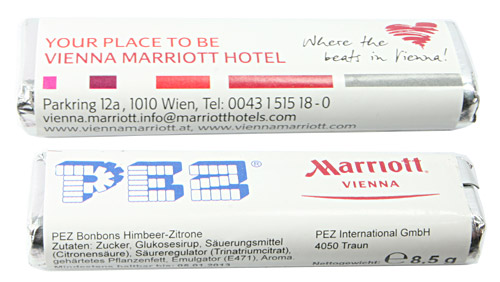 YOUR PLACE TO BE
VIENNA MARRIOTT HOTEL
Where the
beats in Vienna!
Parkring 12a, 1010 Wien, Tel: 0043 1 515 18 - 0
vienna.marriott.info@marriotthotels.com
www.viennamarriott.at, www.viennamarriott.com
PEZ®
Marriott
VIENNA
PEZ Bonbons Himbeer-Zitrone
Zutaten: Zucker, Glukosesirup, Säuerungsmittel
(Citronensäure), Säureregulator (Trinatriumcitrat),
gehärtetes Pflanzenfett, Emulgator (E471), Aroma
Mindestens haltbar bis
PEZ International GmbH
4050 Traun
Nettogewicht: ℮ 8,5 g